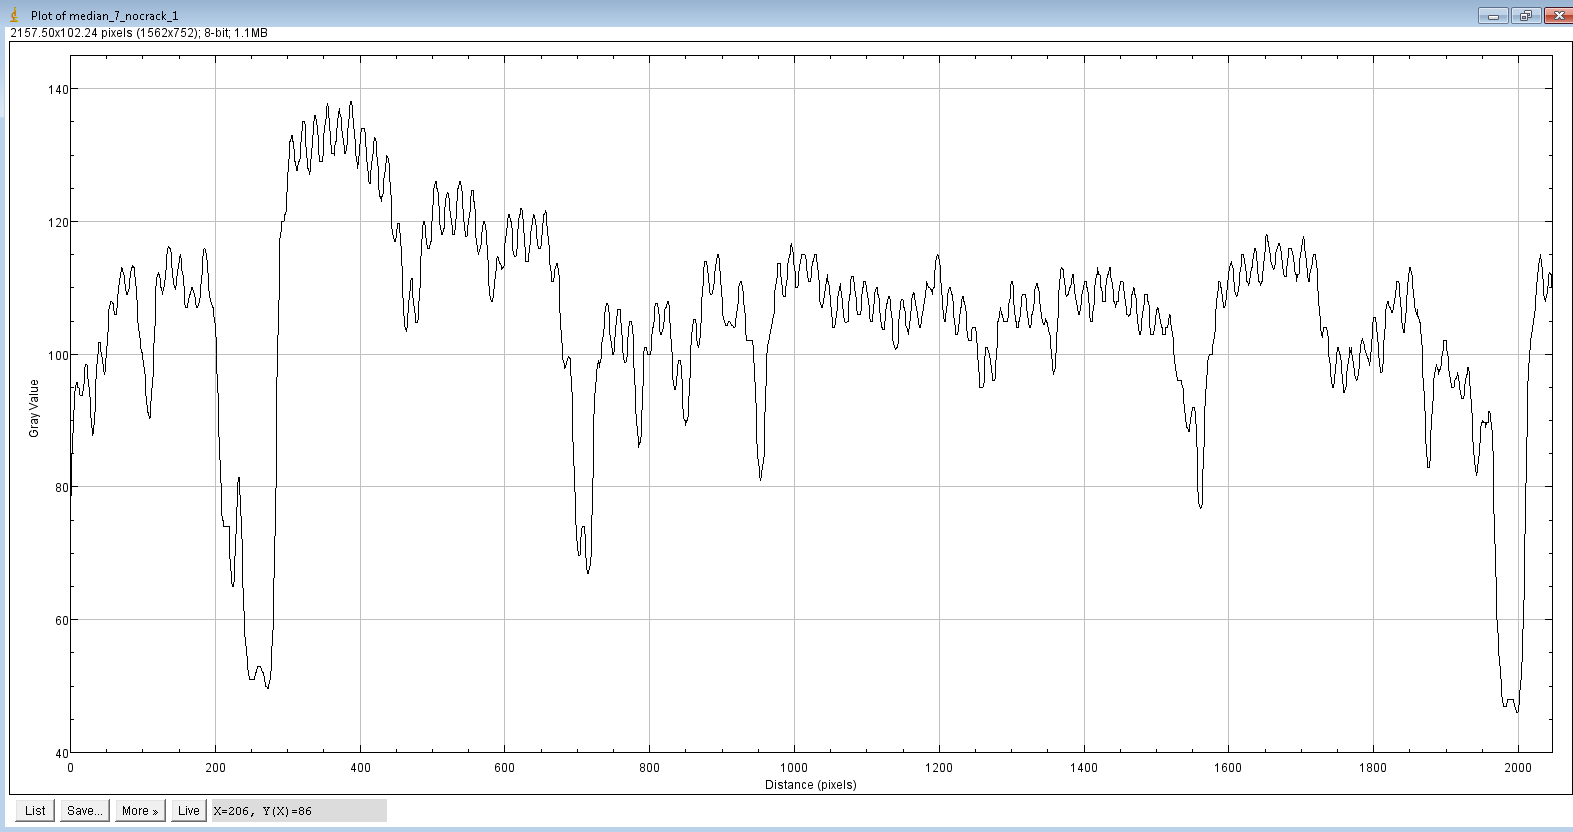 Plot of median_7_nocrack_1
2157.50x102.24 pixels (1562x752); 8-bit; 1.1MB
140
120
100
80
60
40
Gray Value
0 200 400 600 800 1000 1200 1400 1600 1800 2000
Distance (pixels)
List Save... More » Live X=206, Y(X)=86